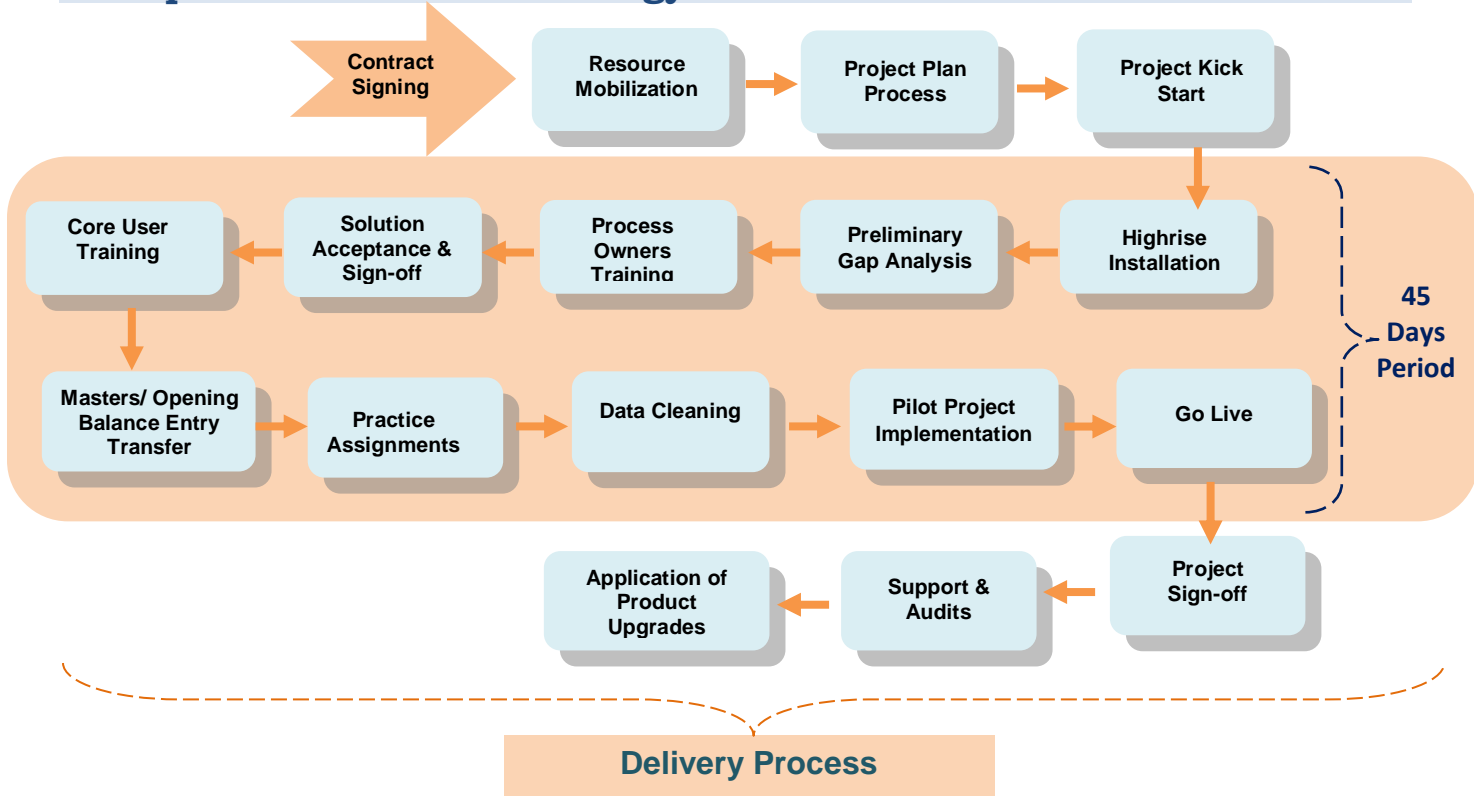 Contract
Signing
Resource
Mobilization
Project Plan
Process
Project Kick
Start
Highrise
Installation
Preliminary
Gap Analysis
Process
Owners
Training
Solution
Acceptance &
Sign-off
Core User
Training
45
Days
Period
Masters/ Opening
Balance Entry
Transfer
Practice
Assignments
Data Cleaning
Pilot Project
Implementation
Go Live
Project
Sign-off
Support &
Audits
Application of
Product
Upgrades
Delivery Process